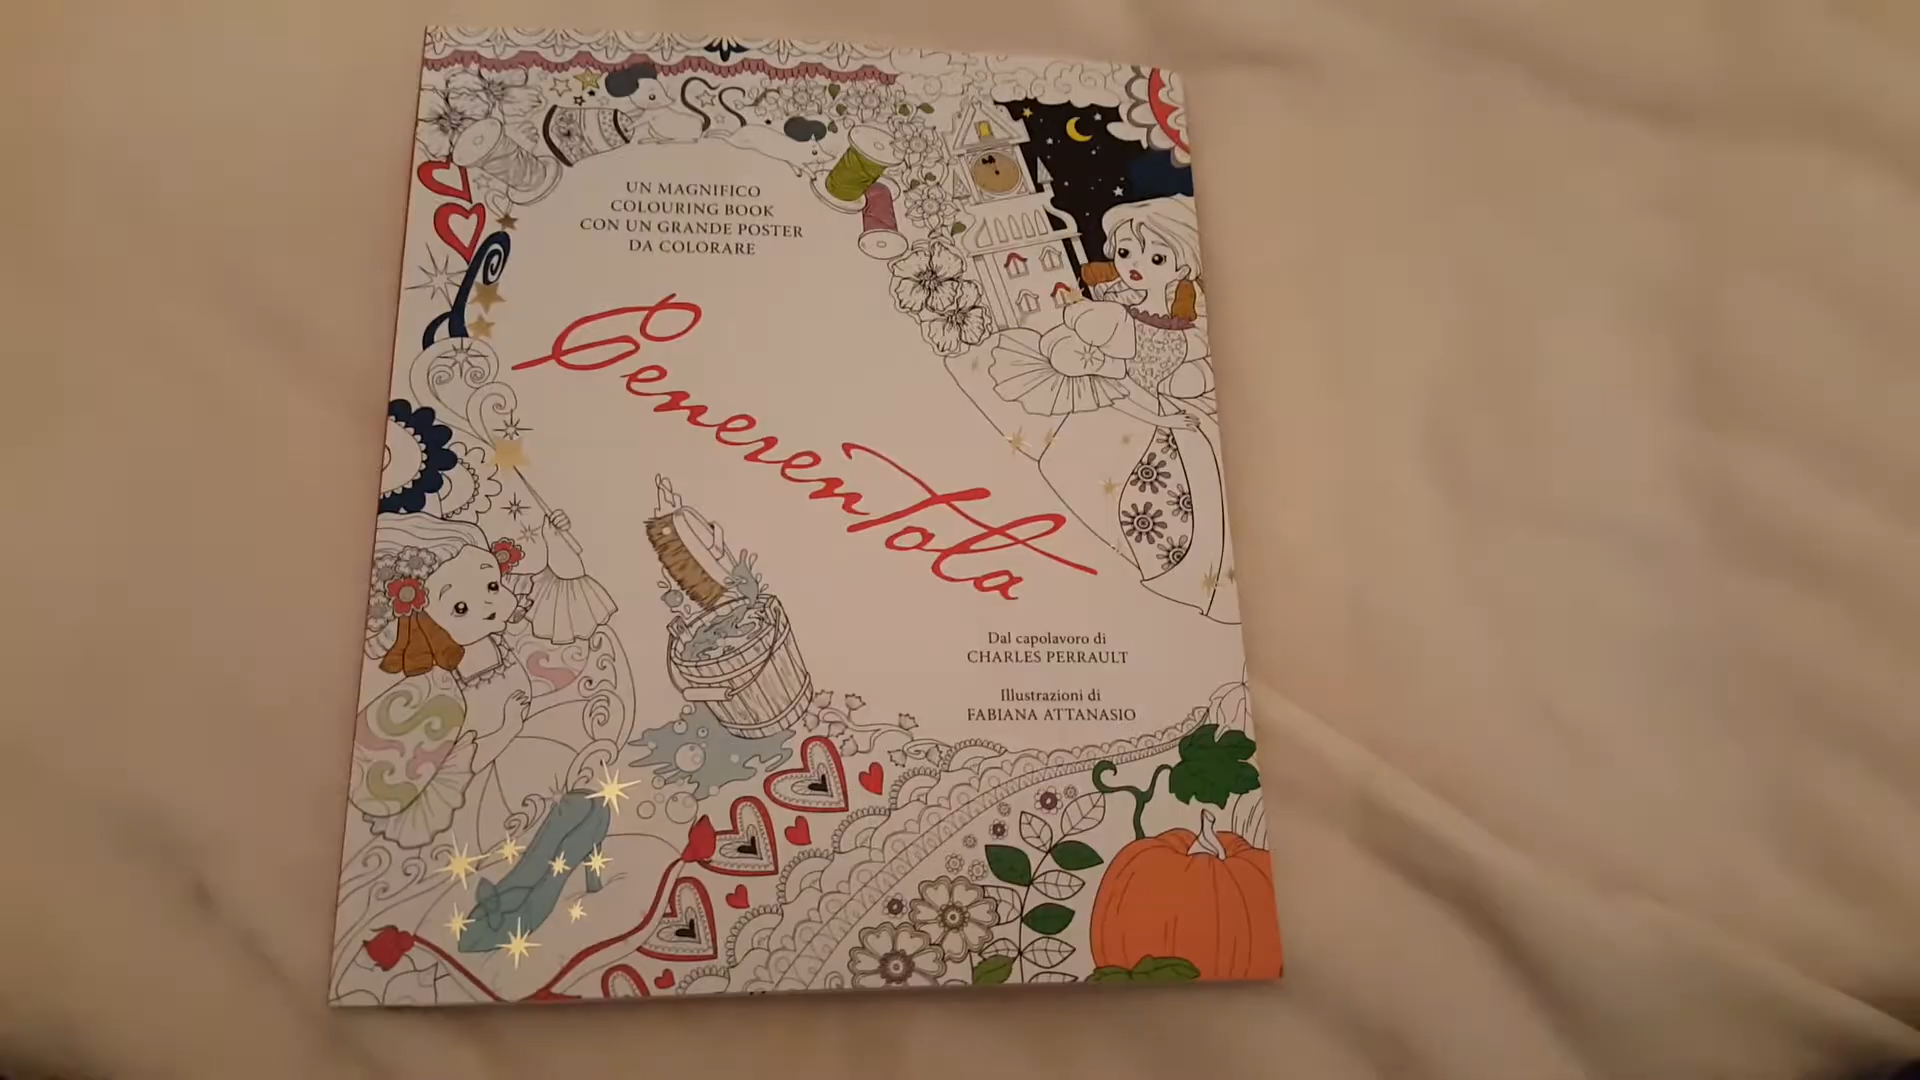 UN MAGNIFICO
COLOURING BOOK
CON UN GRANDE POSTER
DA COLORARE
Cenerentola
Dal capolavoro di
CHARLES PERRAULT
Illustrazioni di
FABIANA ATTANASIO